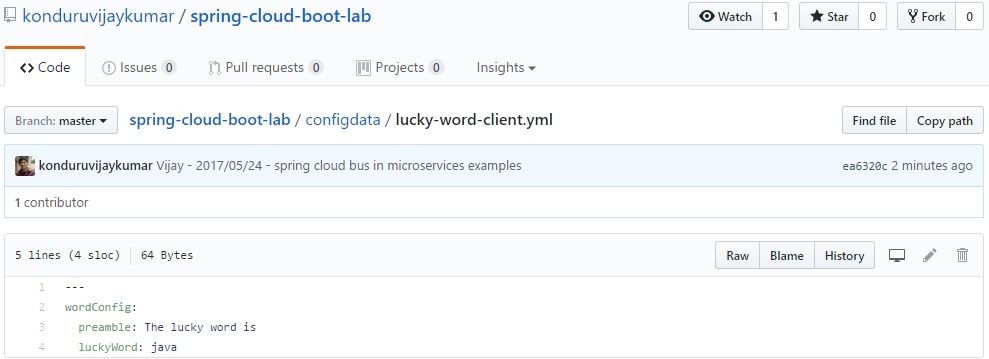 konduruvijaykumar / spring-cloud-boot-lab
Watch 1 Star 0 Fork 0
Code Issues 0 Pull requests 0 Projects 0 Insights
Branch: master spring-cloud-boot-lab / configdata / lucky-word-client.yml Find file Copy path
konduruvijaykumar Vijay - 2017/05/24 - spring cloud bus in microservices examples ea6320c 2 minutes ago
1 contributor
5 lines (4 sloc) 64 Bytes Raw Blame History
1 ---
2 wordConfig:
3 preamble: The lucky word is
4 luckyWord: java